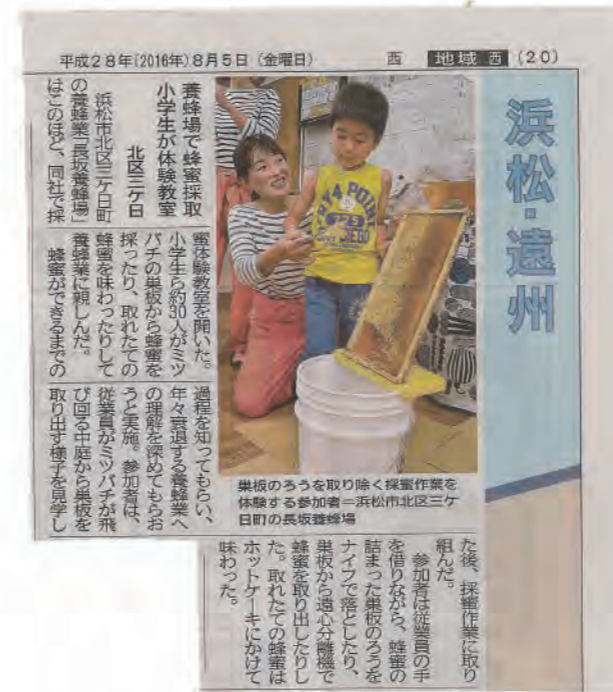 平成28年(2016年)8月5日(金曜日)
西
地域 西
(20)
浜松・遠州
養蜂場で蜂蜜採取
小学生が体験教室
北区三ケ日
浜松市北区三ケ日町
の養蜂業「長坂養蜂場」
はこのほど、同社で採
蜜体験教室を開いた。
小学生ら約30人がミツ
バチの巣板から蜂蜜を
採ったり、取れたての
蜂蜜を味わったりして
養蜂業に親しんだ。
蜂蜜ができるまでの
過程を知ってもらい、
年々衰退する養蜂業へ
の理解を深めてもらお
うと実施。参加者は、
従業員がミツバチが飛
び回る中庭から巣板を
取り出す様子を見学し
た後、採蜜作業に取り
組んだ。
参加者は従業員の手
を借りながら、蜂蜜の
詰まった巣板のろうを
ナイフで落としたり、
巣板から遠心分離機で
蜂蜜を取り出したりし
た。取れたての蜂蜜は
ホットケーキにかけて
味わった。
巣板のろうを取り除く採蜜作業を
体験する参加者=浜松市北区三ケ
日町の長坂養蜂場
POINT